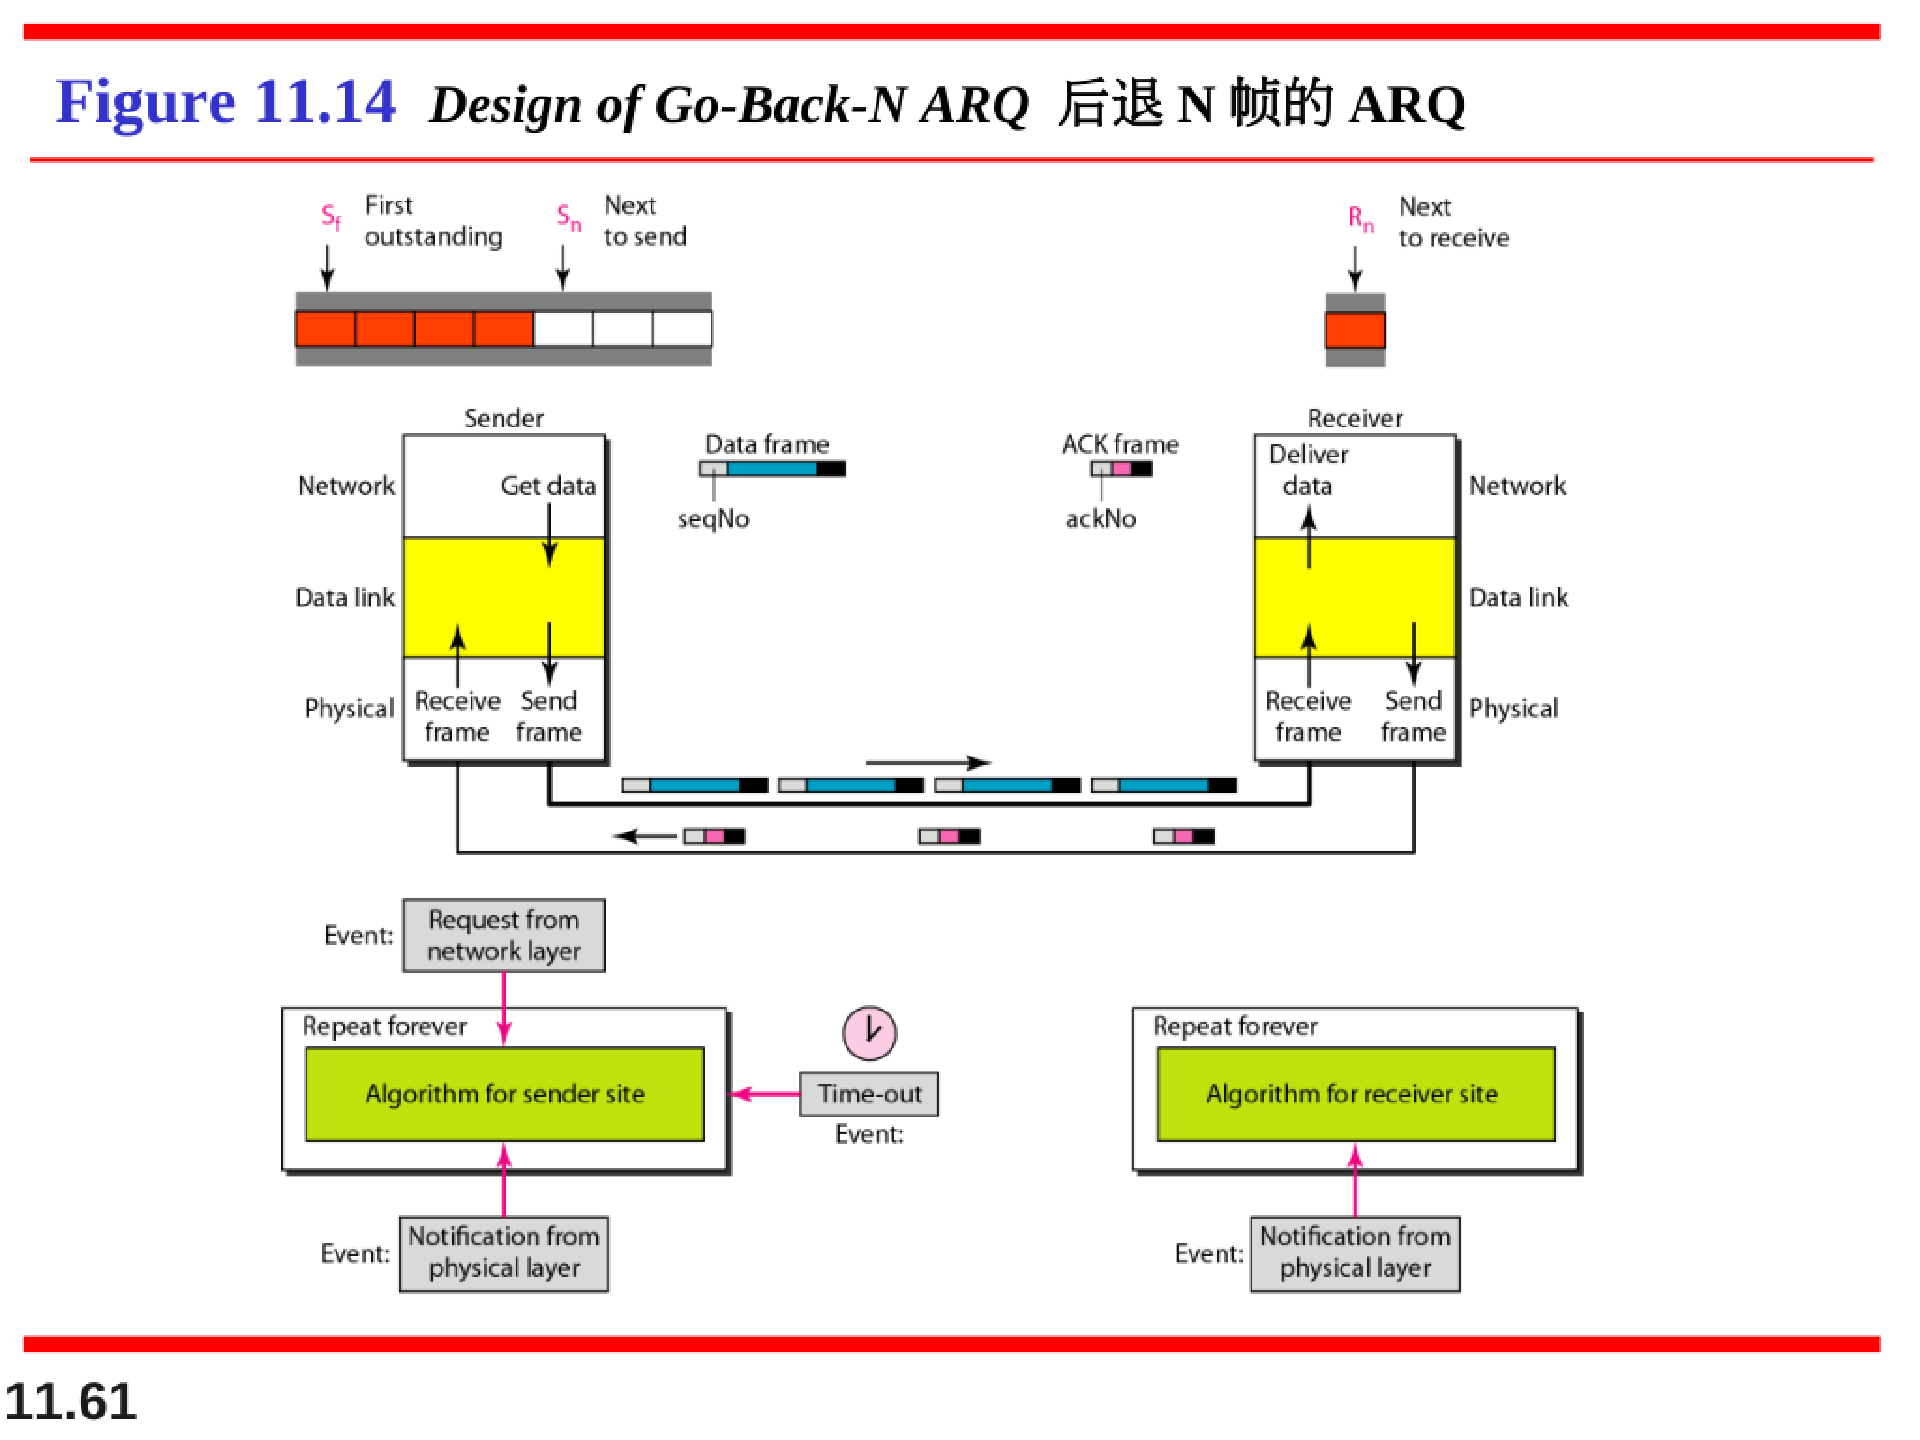 Figure 11.14 Design of Go-Back-N ARQ 后退 N 帧的 ARQ
Sf First
outstanding
Sn Next
to send
Rn Next
to receive
Sender
Receiver
Data frame
ACK frame
seqNo
ackNo
Network
Get data
Deliver
data
Network
Data link
Data link
Physical
Receive
frame
Send
frame
Receive
frame
Send
frame
Physical
Event:
Request from
network layer
Repeat forever
Algorithm for sender site
Time-out
Event:
Repeat forever
Algorithm for receiver site
Event:
Notification from
physical layer
Event:
Notification from
physical layer
11.61